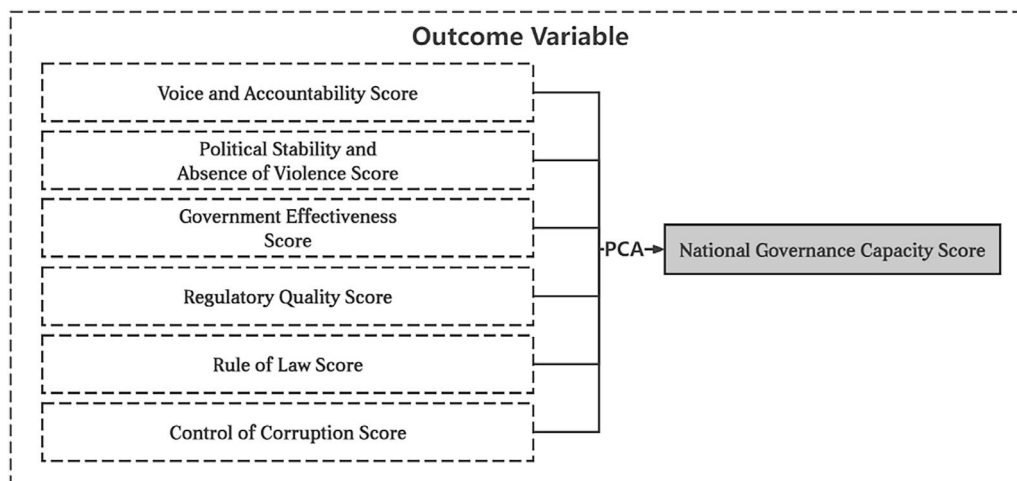 Outcome Variable
Voice and Accountability Score
Political Stability and
Absence of Violence Score
Government Effectiveness
Score
Regulatory Quality Score
Rule of Law Score
Control of Corruption Score
PCA
National Governance Capacity Score